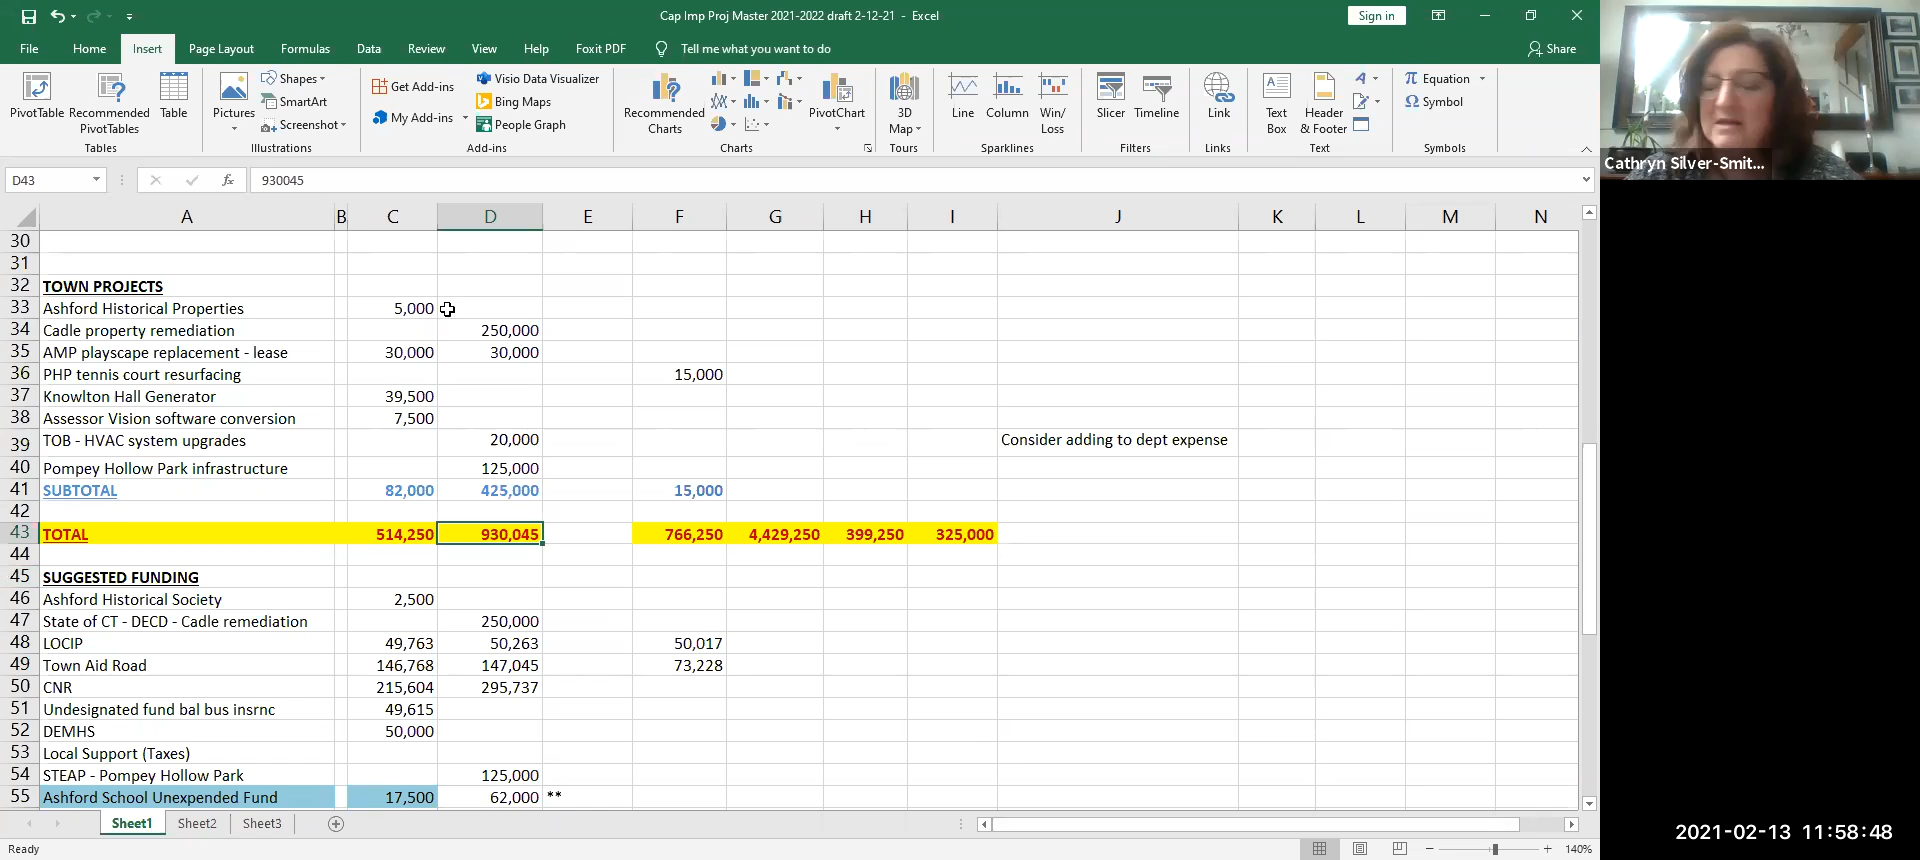 Cap Imp Proj Master 2021-2022 draft 2-12-21 - Excel
Sign in
File Home Insert Page Layout Formulas Data Review View Help Foxit PDF Tell me what you want to do Share
PivotTable Recommended PivotTables Table
Tables
Pictures Shapes SmartArt Screenshot
Illustrations
Get Add-ins My Add-ins Visio Data Visualizer Bing Maps People Graph
Add-ins
Recommended Charts PivotChart
Charts
3D Map
Tours
Line Column Win/Loss
Sparklines
Slicer Timeline
Filters
Link
Links
Text Box Header & Footer
Text
Equation Symbol
Symbols
Cathryn Silver-Smit...
D43 fx 930045
A B C D E F G H I J K L M N
30
31
32 TOWN PROJECTS
33 Ashford Historical Properties 5,000
34 Cadle property remediation 250,000
35 AMP playscape replacement - lease 30,000 30,000
36 PHP tennis court resurfacing 15,000
37 Knowlton Hall Generator 39,500
38 Assessor Vision software conversion 7,500
39 TOB - HVAC system upgrades 20,000 Consider adding to dept expense
40 Pompey Hollow Park infrastructure 125,000
41 SUBTOTAL 82,000 425,000 15,000
42
43 TOTAL 514,250 930,045 766,250 4,429,250 399,250 325,000
44
45 SUGGESTED FUNDING
46 Ashford Historical Society 2,500
47 State of CT - DECD - Cadle remediation 250,000
48 LOCIP 49,763 50,263 50,017
49 Town Aid Road 146,768 147,045 73,228
50 CNR 215,604 295,737
51 Undesignated fund bal bus insrnc 49,615
52 DEMHS 50,000
53 Local Support (Taxes)
54 STEAP - Pompey Hollow Park 125,000
55 Ashford School Unexpended Fund 17,500 62,000 **
Sheet1 Sheet2 Sheet3
Ready 140%
2021-02-13 11:58:48